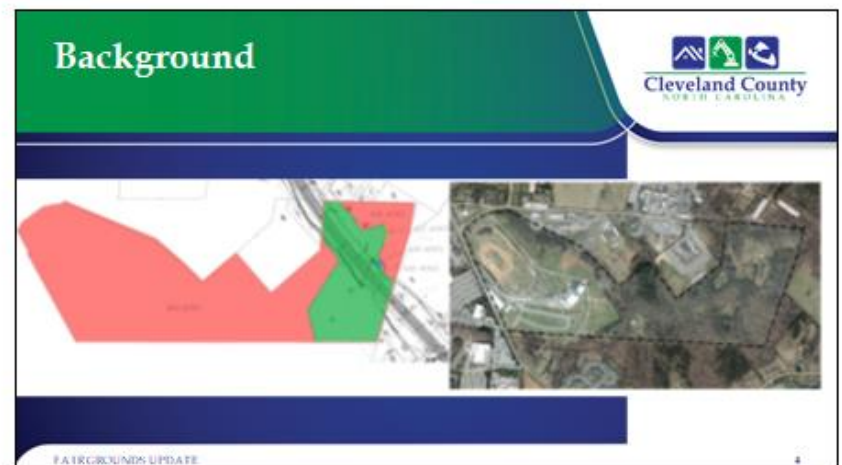 Background
Cleveland County
NORTH CAROLINA
FAIRGROUNDS UPDATE
4